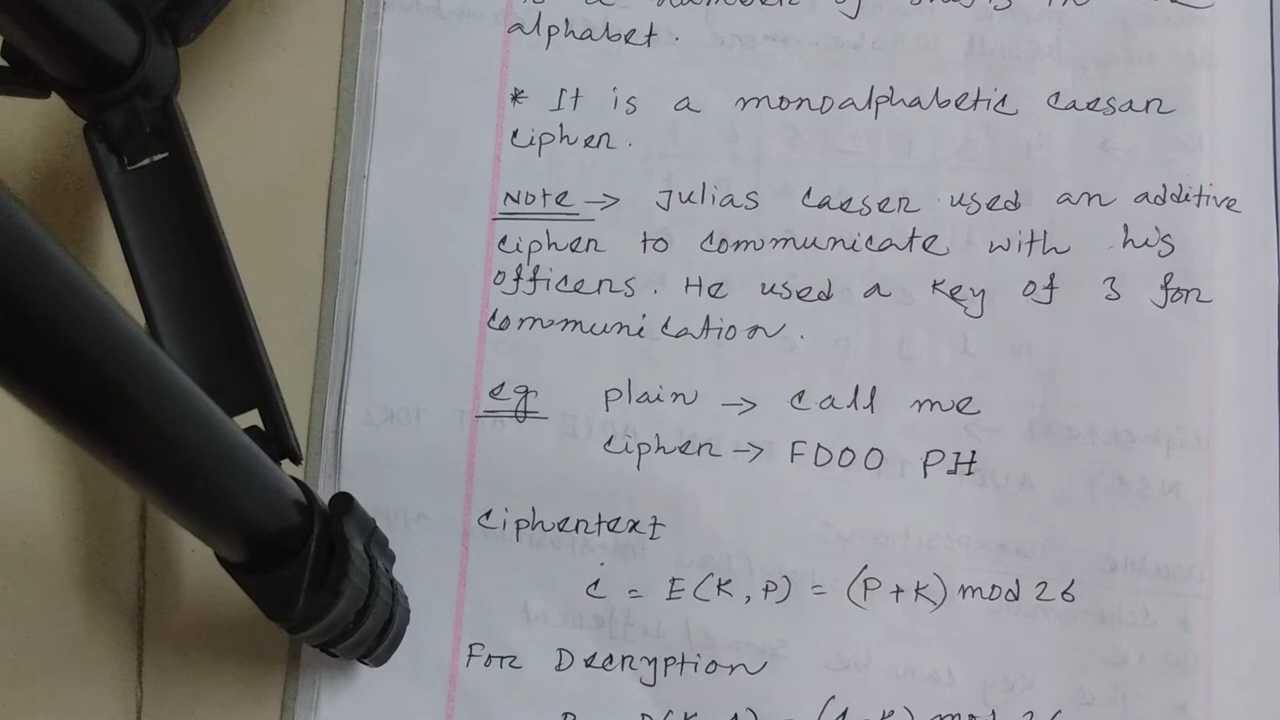 alphabet.
* It is a monoalphabetic caesar
cipher.
Note → Julias caeser used an additive
cipher to communicate with his
officers. He used a key of 3 for
communication.
eg plain → call me
cipher → FDOO PH
ciphertext
c = E(K, P) = (P+K) mod 26
For Decryption